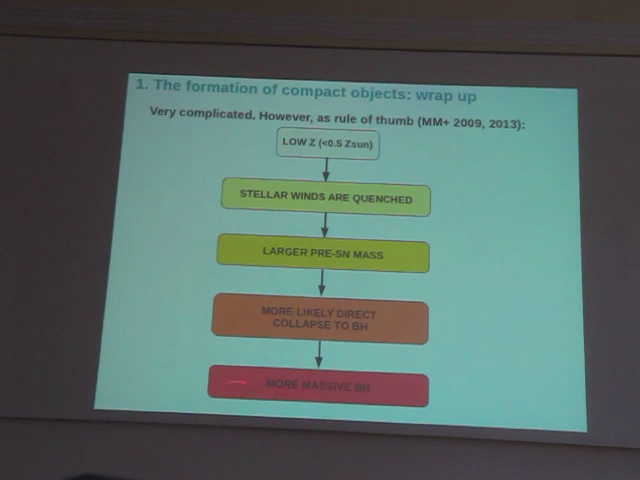 1. The formation of compact objects: wrap up
Very complicated. However, as rule of thumb (MM+ 2009, 2013):
LOW Z (<0.5 Zsun)
STELLAR WINDS ARE QUENCHED
LARGER PRE-SN MASS
MORE LIKELY DIRECT
COLLAPSE TO BH
MORE MASSIVE BH